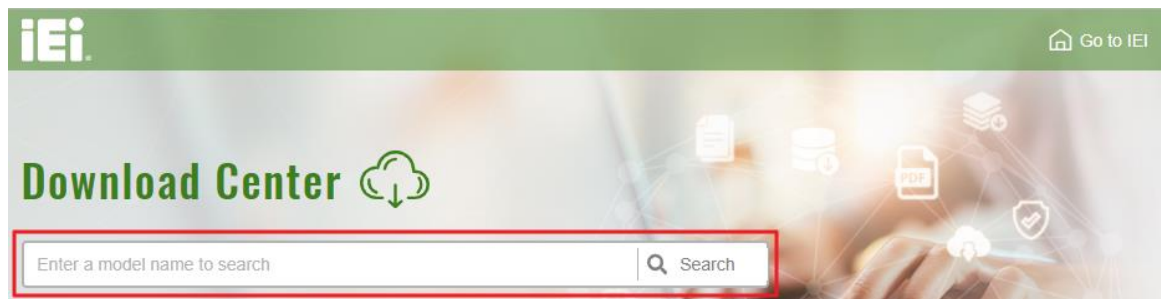 iEi.
Go to IEI
Download Center
PDF
Enter a model name to search
Search